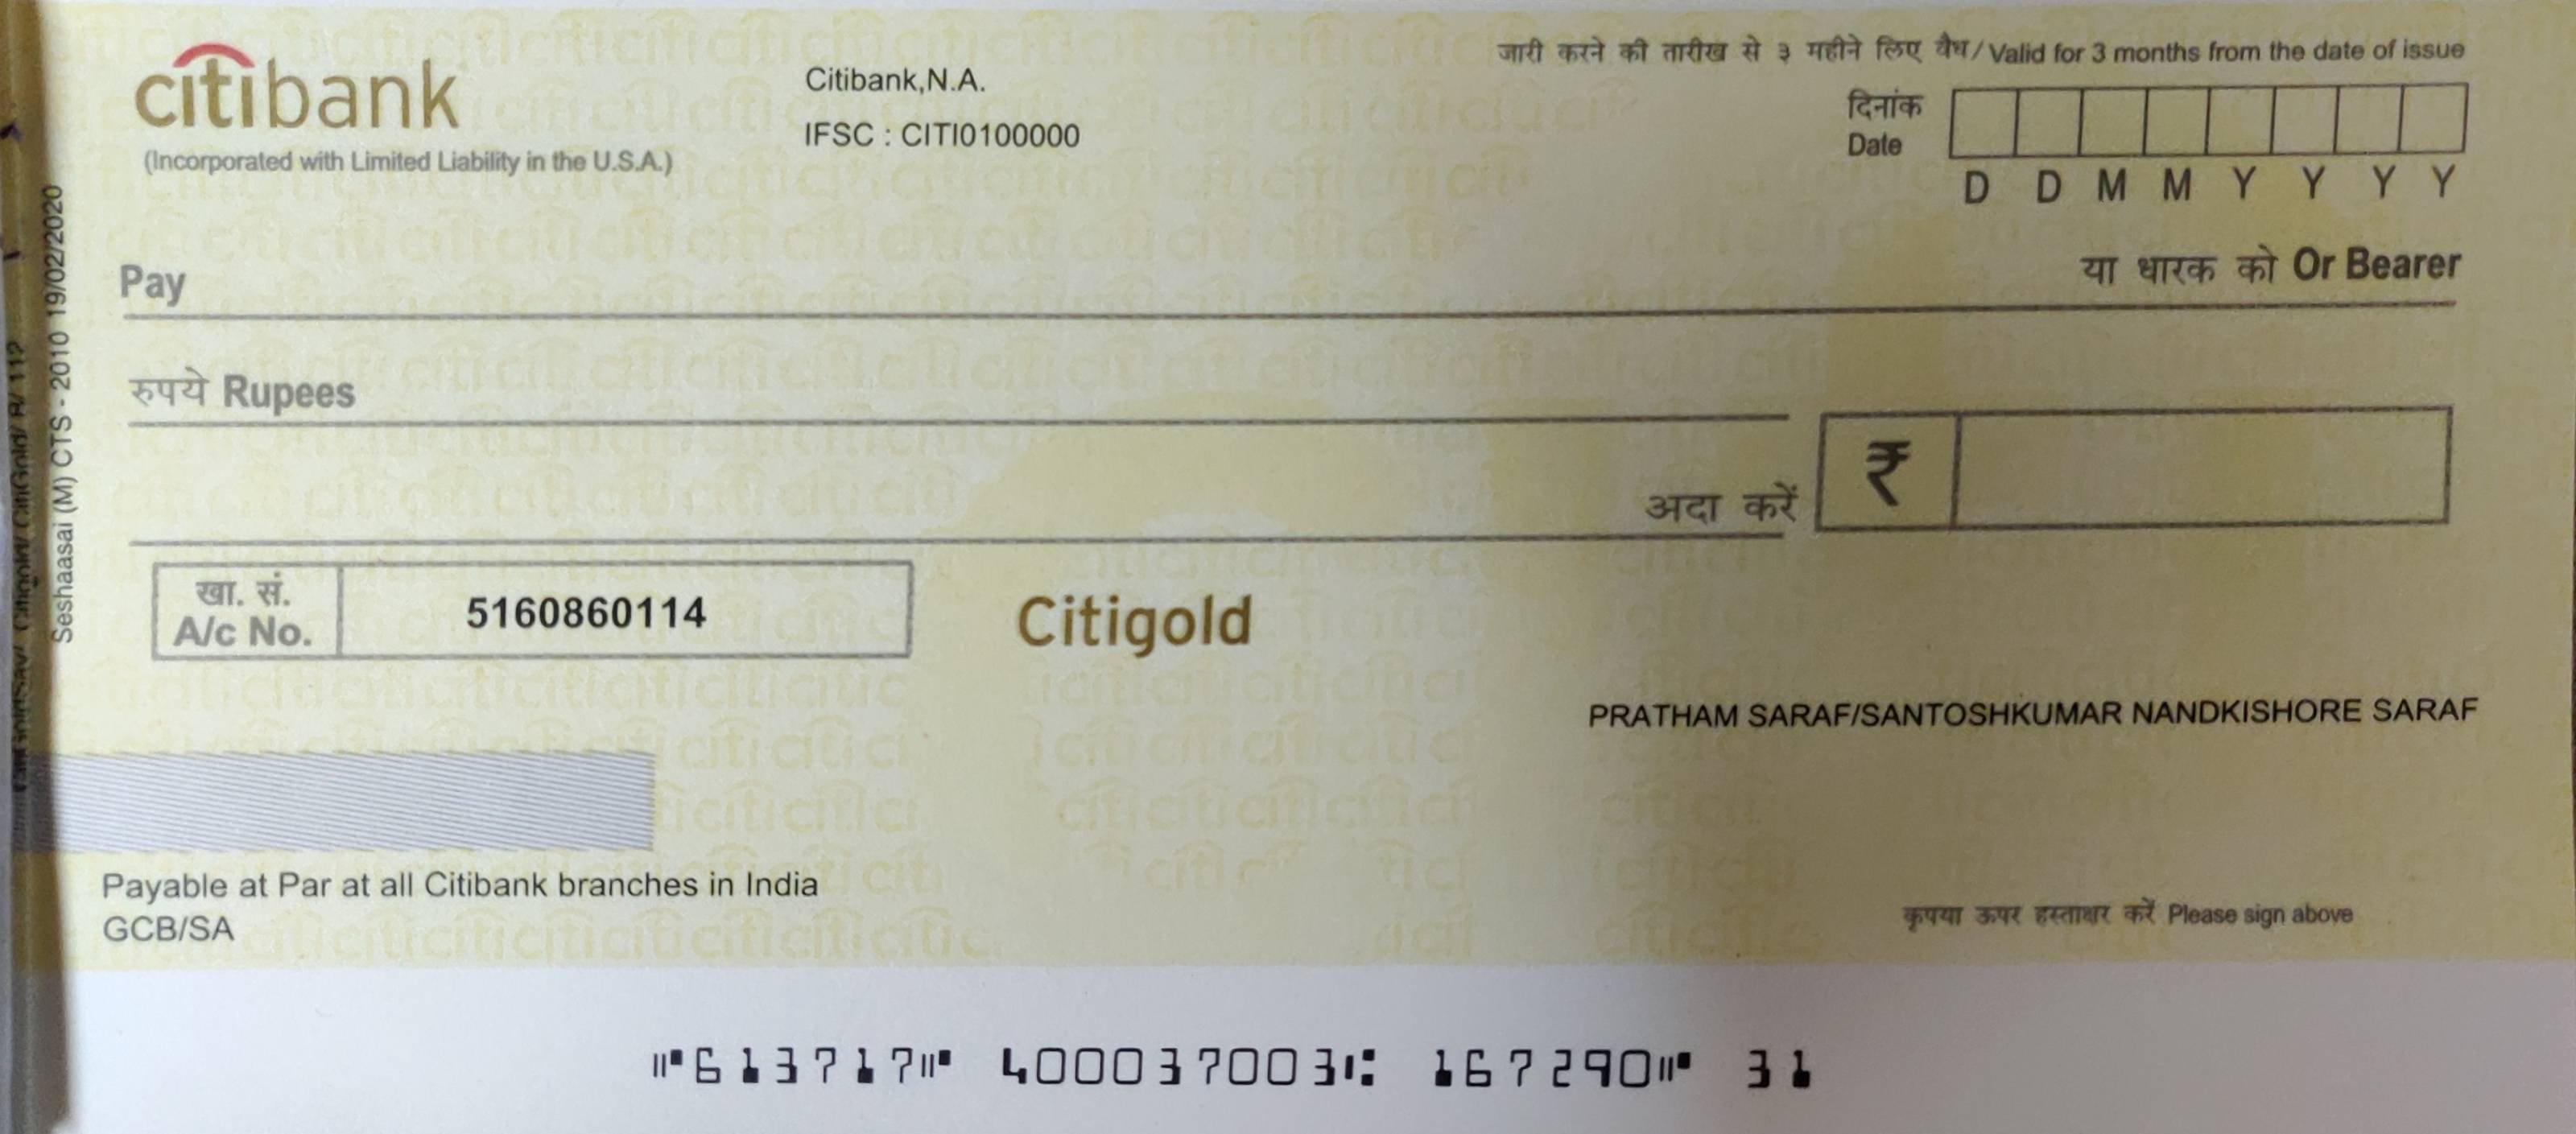 citibank
(Incorporated with Limited Liability in the U.S.A.)
Citibank,N.A.
IFSC : CITI0100000
जारी करने की तारीख से ३ महीने लिए वैध/ Valid for 3 months from the date of issue
दिनांक
Date
D D M M Y Y Y Y
Pay
या धारक को Or Bearer
रुपये Rupees
अदा करें
₹
खा. सं.
A/c No.
5160860114
Citigold
PRATHAM SARAF/SANTOSHKUMAR NANDKISHORE SARAF
Payable at Par at all Citibank branches in India
GCB/SA
कृपया ऊपर हस्ताक्षर करें Please sign above
Seshaasai (M) CTS - 2010 19/02/2020
⑈613717⑈ 400037003⑆ 167290⑈ 31